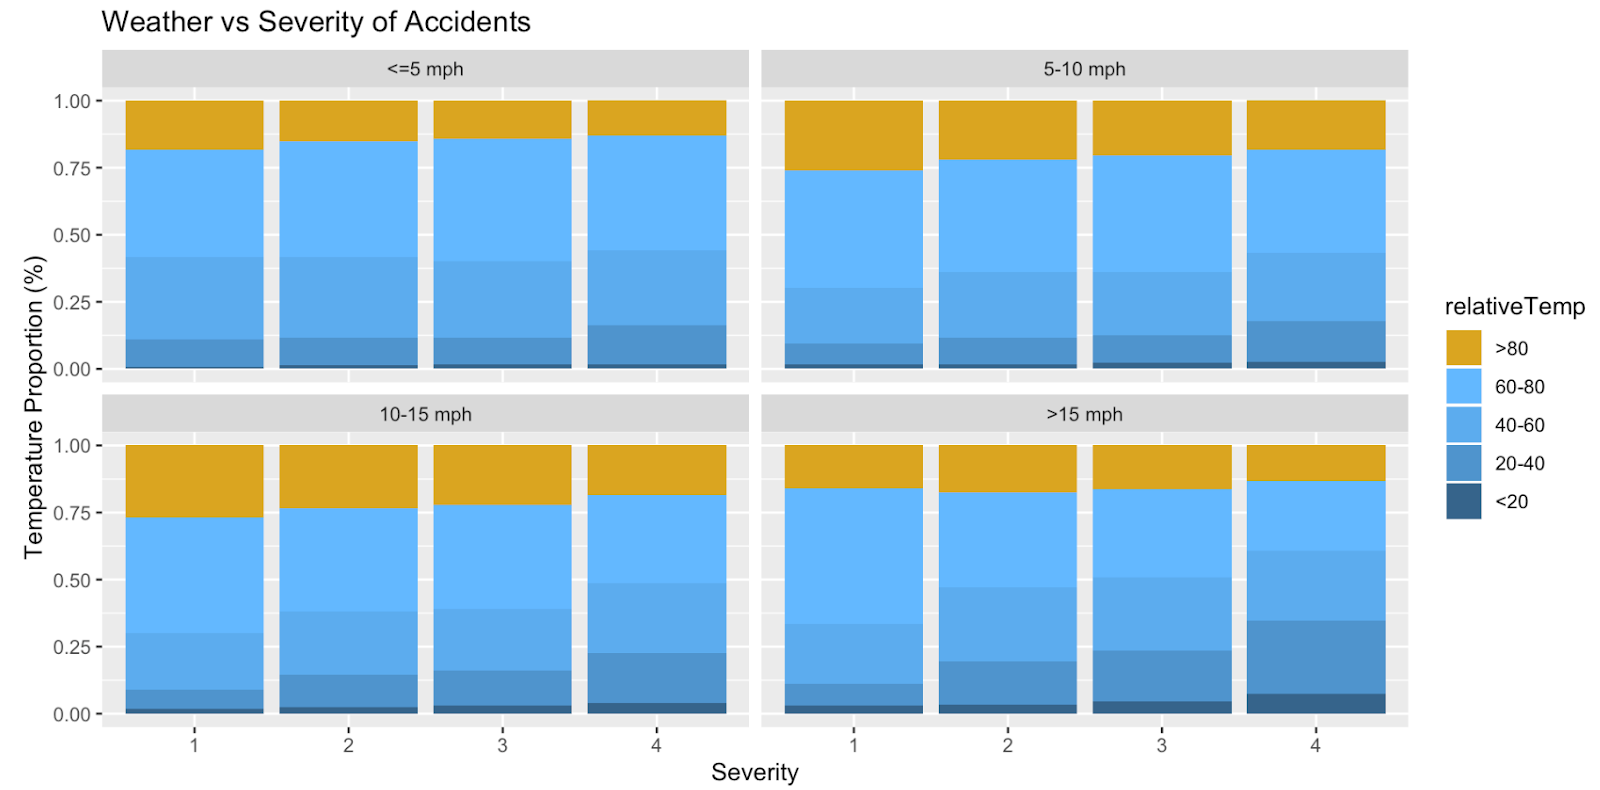 Weather vs Severity of Accidents
<=5 mph
5-10 mph
1.00
0.75
0.50
0.25
0.00
10-15 mph
>15 mph
1.00
0.75
0.50
0.25
0.00
1 2 3 4
1 2 3 4
Severity
Temperature Proportion (%)
relativeTemp
>80
60-80
40-60
20-40
<20